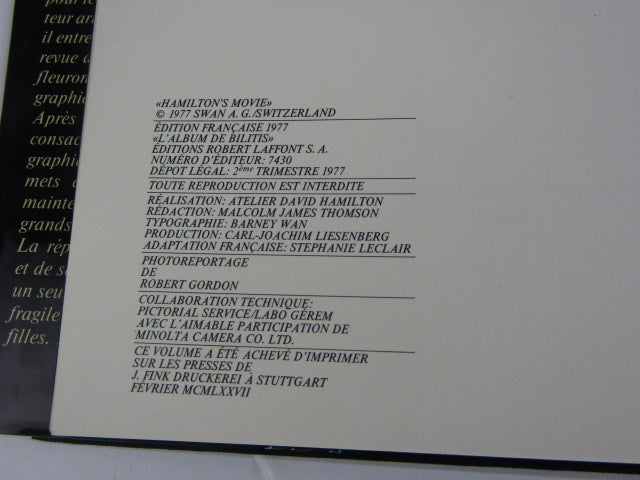 teur
il entre
revue
fleuron
graphi
Après
consac
graphi
mets
mainte
grands
La rép
et de
un seu
fragile
filles.
«HAMILTON'S MOVIE»
© 1977 SWAN A. G./SWITZERLAND
ÉDITION FRANÇAISE 1977
«L'ALBUM DE BILITIS»
ÉDITIONS ROBERT LAFFONT S. A.
NUMÉRO D'ÉDITEUR: 7430
DÉPOT LÉGAL: 2ème TRIMESTRE 1977
TOUTE REPRODUCTION EST INTERDITE
RÉALISATION: ATELIER DAVID HAMILTON
RÉDACTION: MALCOLM JAMES THOMSON
TYPOGRAPHIE: BARNEY WAN
PRODUCTION: CARL-JOACHIM LIESENBERG
ADAPTATION FRANÇAISE: STEPHANIE LECLAIR
PHOTOREPORTAGE
DE
ROBERT GORDON
COLLABORATION TECHNIQUE:
PICTORIAL SERVICE/LABO GÉREM
AVEC L'AIMABLE PARTICIPATION DE
MINOLTA CAMERA CO. LTD.
CE VOLUME A ÉTÉ ACHEVÉ D'IMPRIMER
SUR LES PRESSES DE
J. FINK DRUCKEREI À STUTTGART
FÉVRIER MCMLXXVII